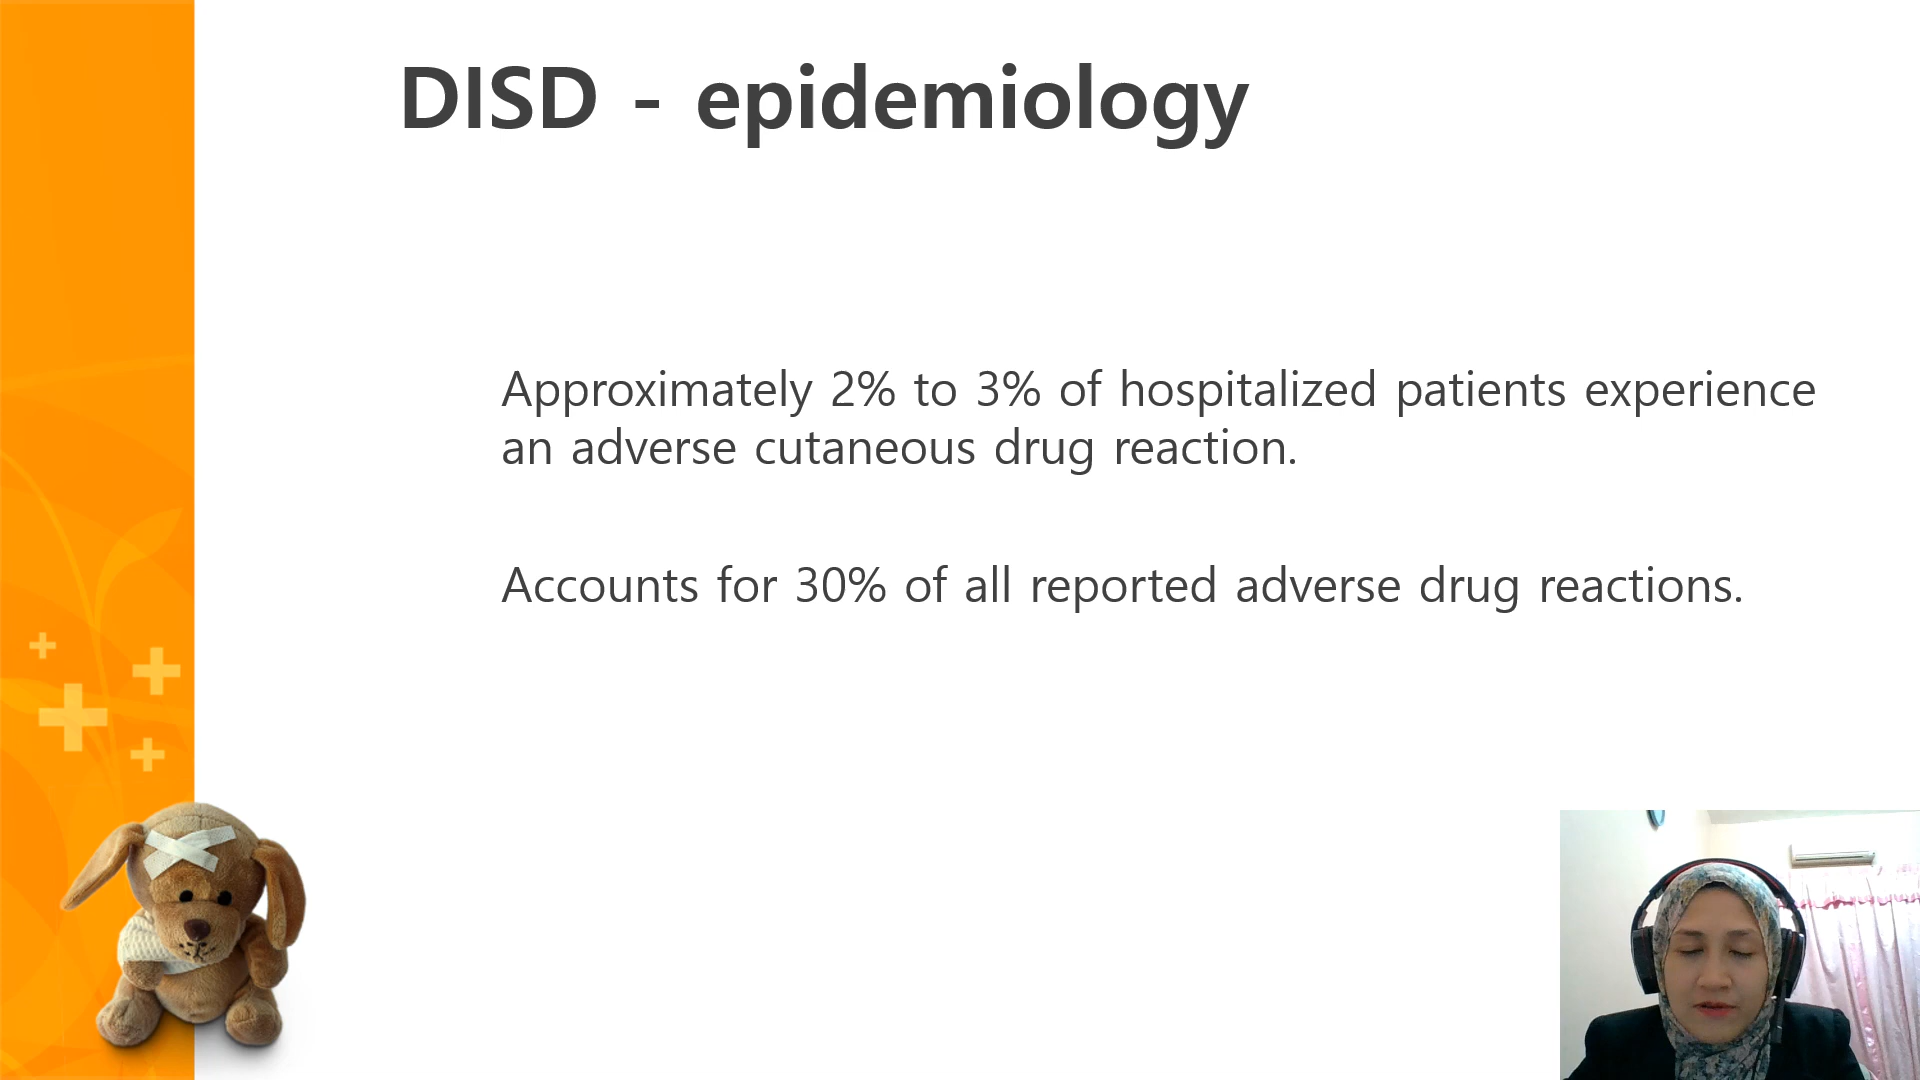 DISD - epidemiology
Approximately 2% to 3% of hospitalized patients experience
an adverse cutaneous drug reaction.
Accounts for 30% of all reported adverse drug reactions.